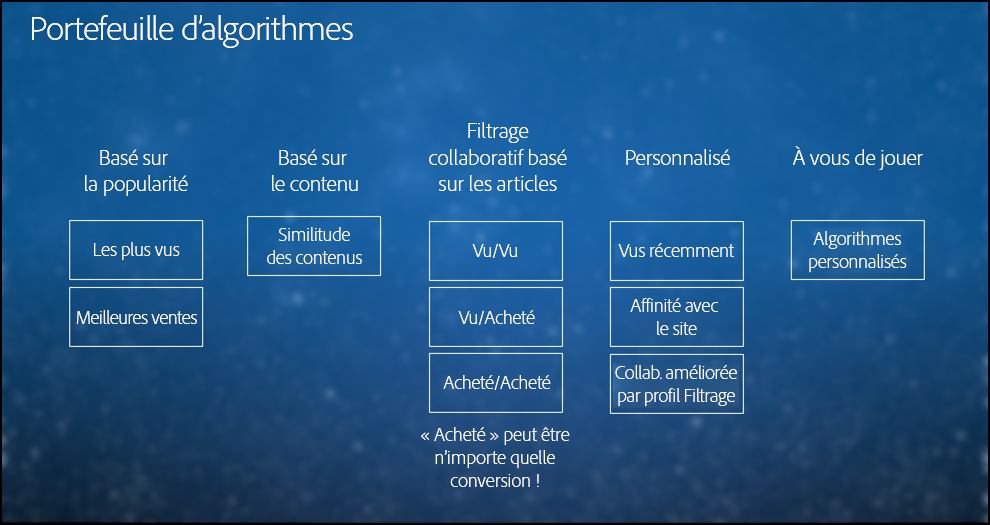 Portefeuille d'algorithmes
Basé sur
la popularité
Les plus vus
Meilleures ventes
Basé sur
le contenu
Similitude
des contenus
Filtrage
collaboratif basé
sur les articles
Vu/Vu
Vu/Acheté
Acheté/Acheté
« Acheté » peut être
n'importe quelle
conversion !
Personnalisé
Vus récemment
Affinité avec
le site
Collab. améliorée
par profil Filtrage
À vous de jouer
Algorithmes
personnalisés